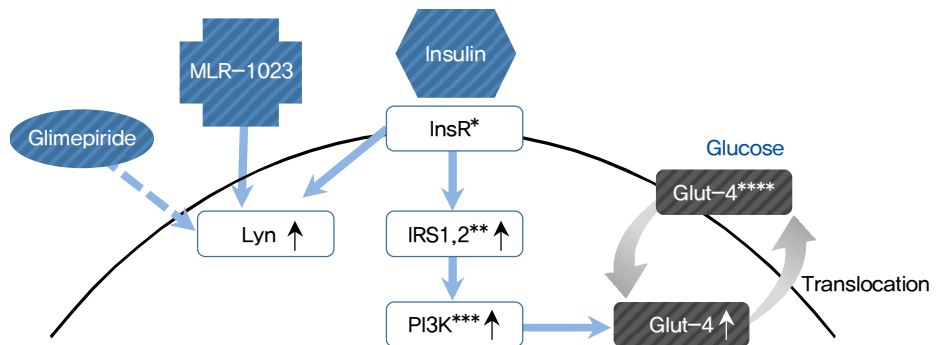 Insulin
MLR-1023
Glimepiride
InsR*
Glucose
Glut-4****
Lyn
IRS1,2**
Translocation
PI3K***
Glut-4